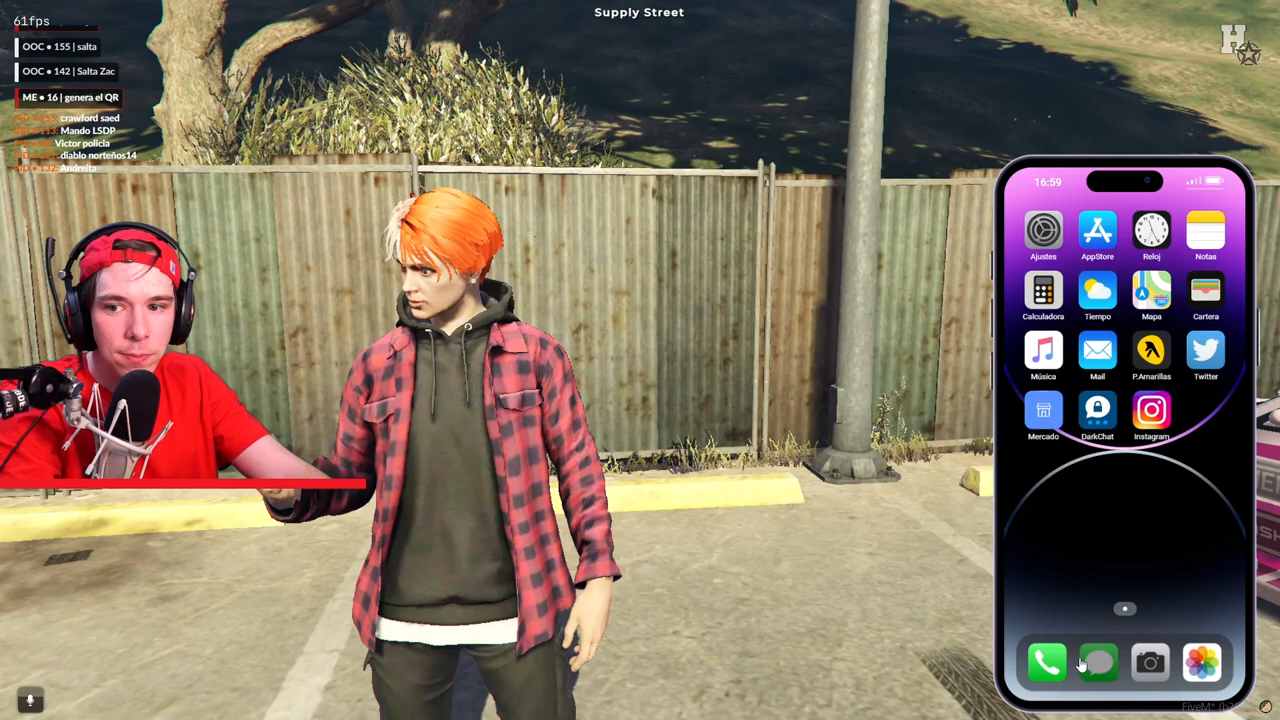 61fps
Supply Street
OOC • 155 | salta
OOC • 142 | Salta Zac
ME • 16 | genera el QR
crawford saed
Mando LSDP
Victor policia
.diablo norteños14
Andreita
H
16:59
Ajustes
AppStore
Reloj
Notas
Calculadora
Tiempo
Mapa
Cartera
Música
Mail
P.Amarillas
Twitter
Mercado
DarkChat
Instagram